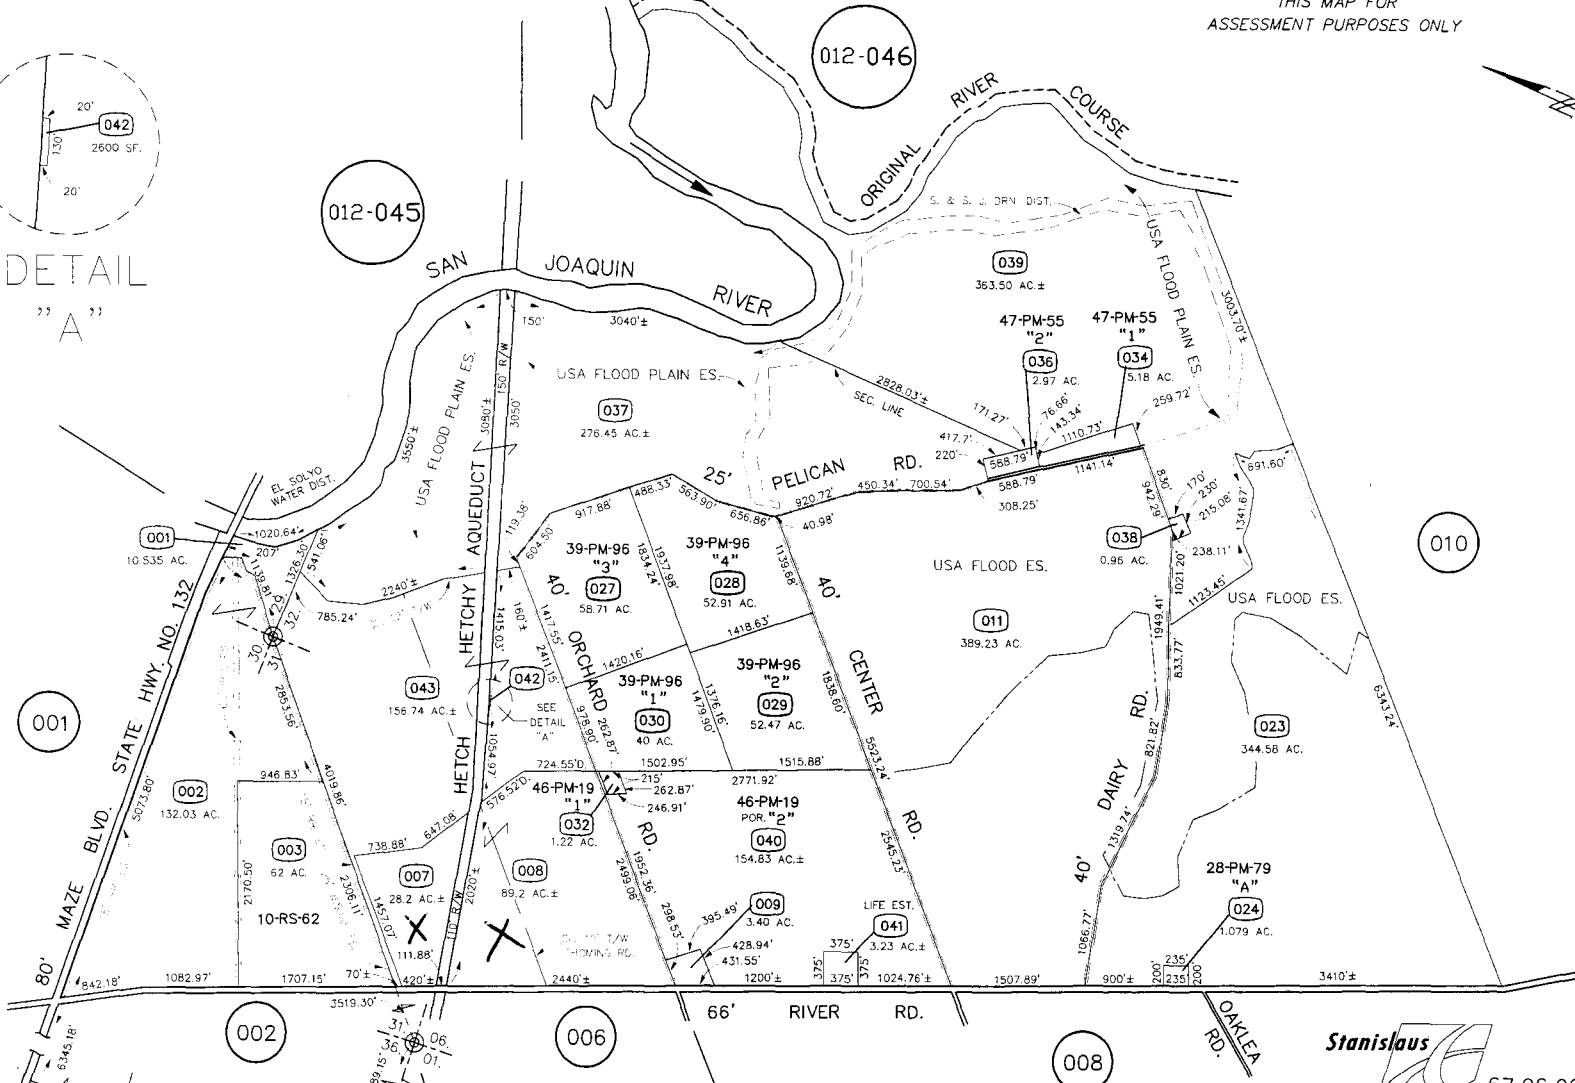 THIS MAP FOR
ASSESSMENT PURPOSES ONLY
012-046
012-045
20'
042
130'
2600 SF.
20'
DETAIL
"A"
ORIGINAL RIVER COURSE
S. & S. J. DRN DIST.
SAN JOAQUIN RIVER
USA FLOOD PLAIN ES.
039
363.50 AC.±
3003.70'±
150'
3040'±
150' R/W
3080'±
3050'
USA FLOOD PLAIN ES.
037
276.45 AC.±
USA FLOOD PLAIN ES.
3550'±
2828.03'±
SEC. LINE
47-PM-55
"2"
036
2.97 AC.
47-PM-55
"1"
034
5.18 AC.
259.72'
171.27'
76.66'
143.34'
1110.73'
417.7'
220'
588.79'
1141.14'
588.79'
308.25'
EL SOLYO
WATER DIST.
001
10.535 AC.
1020.64'
207'
1139.81'
1326.30'
541.06'
785.24'
2240'±
29.
32.
30.
31.
HETCH HETCHY AQUEDUCT
25' PELICAN RD.
119.38'
604.50'
917.88'
488.33'
563.90'
656.86'
920.72'
450.34'
700.54'
40.98'
39-PM-96
"3"
027
58.71 AC.
1937.98'
1834.24'
39-PM-96
"4"
028
52.91 AC.
1139.68'
40' CENTER RD.
USA FLOOD ES.
011
389.23 AC.
830'
942.29'
170'
230'
215.08'
1341.67'
691.60'
038
0.96 AC.
238.11'
1021.20'
1123.45'
USA FLOOD ES.
1949.41'
833.77'
010
001
80' MAZE BLVD. STATE HWY. NO. 132
5073.80'
2853.56'
4019.86'
043
156.74 AC.±
1415.03'
160'±
1417.55'
2411.15'
40' ORCHARD RD.
1420.16'
1418.63'
39-PM-96
"1"
030
40 AC.
1376.16'
1479.90'
39-PM-96
"2"
029
52.47 AC.
1838.60'
5523.24'
042
SEE
DETAIL
"A"
1054.97'
978.90'
262.87'
724.55'D.
576.52'D.
1502.95'
1515.88'
215'
2771.92'
262.87'
246.91'
46-PM-19
"1"
032
1.22 AC.
46-PM-19
POR. "2"
040
154.83 AC.±
2545.23'
40' DAIRY RD.
821.82'
1319.74'
1066.77'
023
344.58 AC.
6343.24'
002
132.03 AC.
946.83'
003
62 AC.
2170.50'
10-RS-62
2306.11'
1457.07'
738.88'
647.08'
007
28.2 AC.±
X
111.88'
110' R/W
2020'±
008
89.2 AC.±
X
1952.36'
2499.06'
298.53'
395.49'
009
3.40 AC.
428.94'
431.55'
LIFE EST.
041
3.23 AC.±
375'
375'
375'
375'
28-PM-79
"A"
024
1.079 AC.
235'
200'
235'
200'
842.18'
1082.97'
1707.15'
70'±
420'±
2440'±
1200'±
1024.76'±
1507.89'
900'±
3410'±
3519.30'
66' RIVER RD.
OAKLEA RD.
002
006
008
31.
06.
36.
01.
6345.18'
Stanislaus